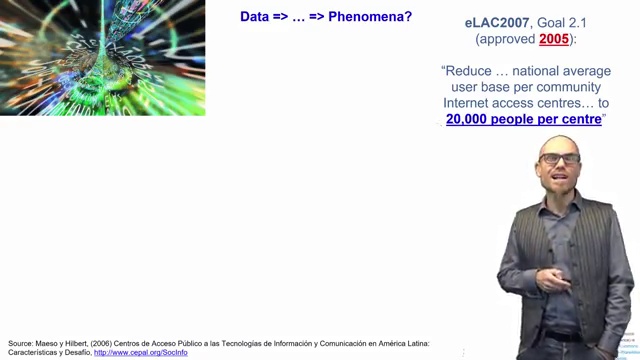 Data => … => Phenomena?
eLAC2007, Goal 2.1
(approved 2005):
“Reduce … national average
user base per community
Internet access centres… to
20,000 people per centre”
Source: Maeso y Hilbert, (2006) Centros de Acceso Público a las Tecnologías de Información y Comunicación en América Latina:
Características y Desafío, http://www.cepal.org/SocInfo